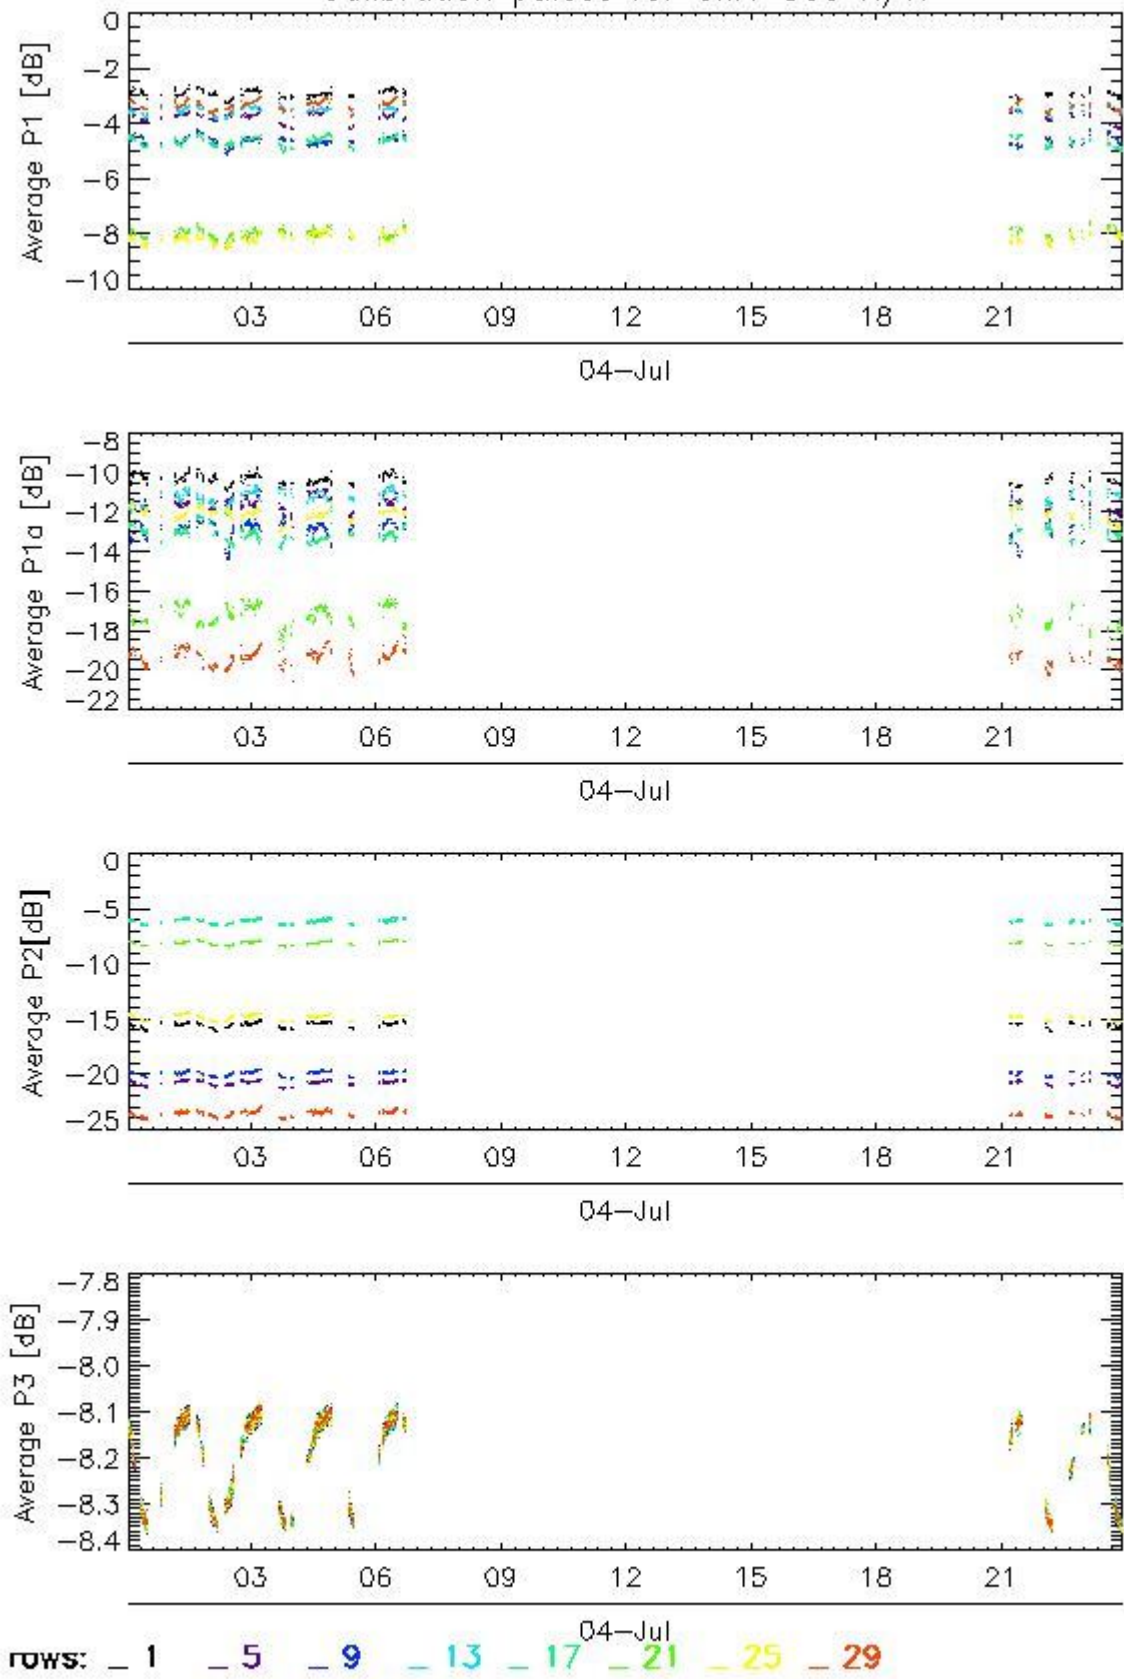 0
-2
-4
-6
-8
-10
Average P1 [dB]
03 06 09 12 15 18 21
04-Jul
-8
-10
-12
-14
-16
-18
-20
-22
Average P1a [dB]
03 06 09 12 15 18 21
04-Jul
0
-5
-10
-15
-20
-25
Average P2[dB]
03 06 09 12 15 18 21
04-Jul
-7.8
-7.9
-8.0
-8.1
-8.2
-8.3
-8.4
Average P3 [dB]
03 06 09 12 15 18 21
04-Jul
rows: _ 1 _ 5 _ 9 _ 13 _ 17 _ 21 _ 25 _ 29